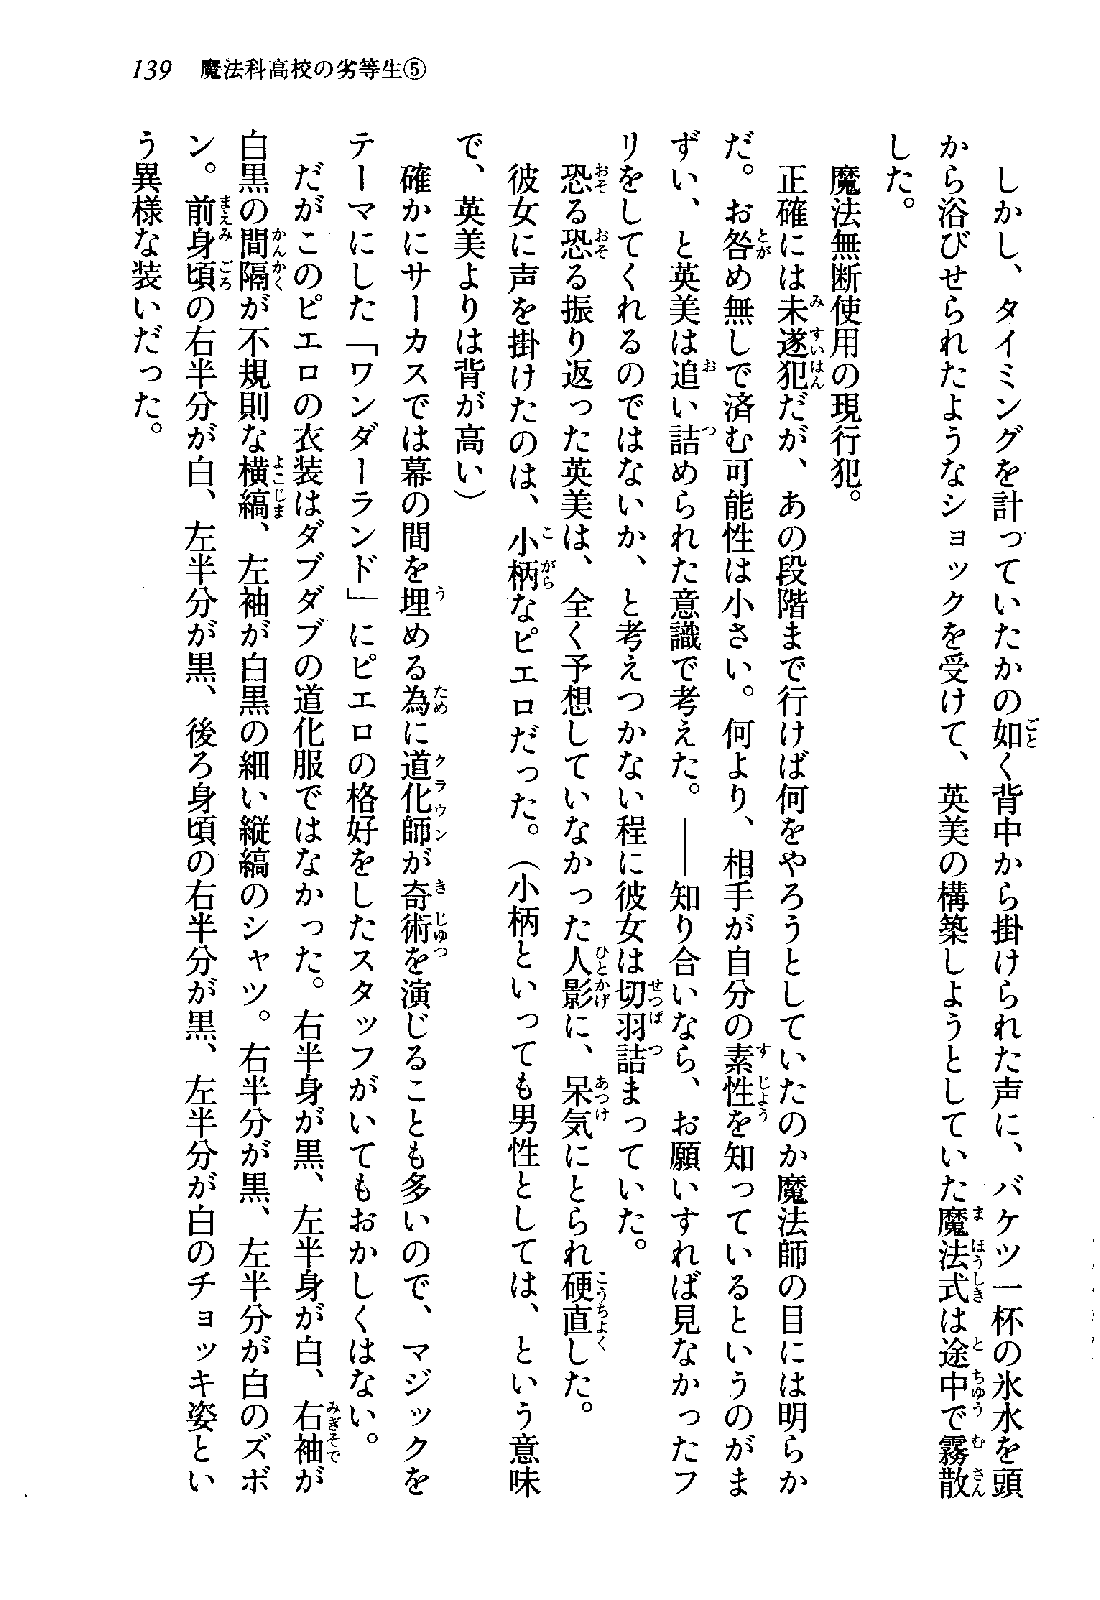 139 魔法科高校の劣等生⑤
しかし、タイミングを計っていたかの如く背中から掛けられた声に、バケツ一杯の氷水を頭
から浴びせられたようなショックを受けて、英美の構築しようとしていた魔法式は途中で霧散
した。
魔法無断使用の現行犯。
正確には未遂犯だが、あの段階まで行けば何をやろうとしていたのか魔法師の目には明らか
だ。お咎め無しで済む可能性は小さい。何より、相手が自分の素性を知っているというのがま
ずい、と英美は追い詰められた意識で考えた。――知り合いなら、お願いすれば見なかったフ
リをしてくれるのではないか、と考えつかない程に彼女は切羽詰まっていた。
恐る恐る振り返った英美は、全く予想していなかった人影に、呆気にとられ硬直した。
彼女に声を掛けたのは、小柄なピエロだった。（小柄といっても男性としては、という意味
で、英美よりは背が高い）
確かにサーカスでは幕の間を埋める為に道化師が奇術を演じることも多いので、マジックを
テーマにした「ワンダーランド」にピエロの格好をしたスタッフがいてもおかしくはない。
だがこのピエロの衣装はダブダブの道化服ではなかった。右半身が黒、左半身が白、右袖が
白黒の間隔が不規則な横縞、左袖が白黒の細い縦縞のシャツ。右半分が黒、左半分が白のズボ
ン。前身頃の右半分が白、左半分が黒、後ろ身頃の右半分が黒、左半分が白のチョッキ姿とい
う異様な装いだった。